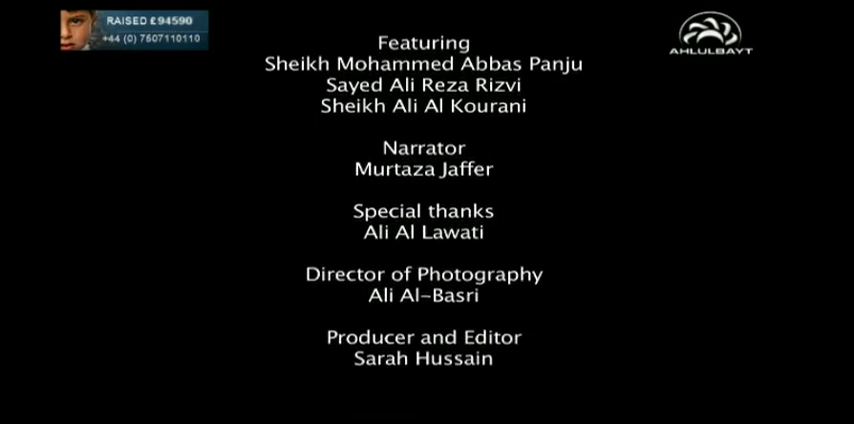 RAISED £94590
+44 (0) 7507110110
AHLULBAYT
Featuring
Sheikh Mohammed Abbas Panju
Sayed Ali Reza Rizvi
Sheikh Ali Al Kourani
Narrator
Murtaza Jaffer
Special thanks
Ali Al Lawati
Director of Photography
Ali Al-Basri
Producer and Editor
Sarah Hussain